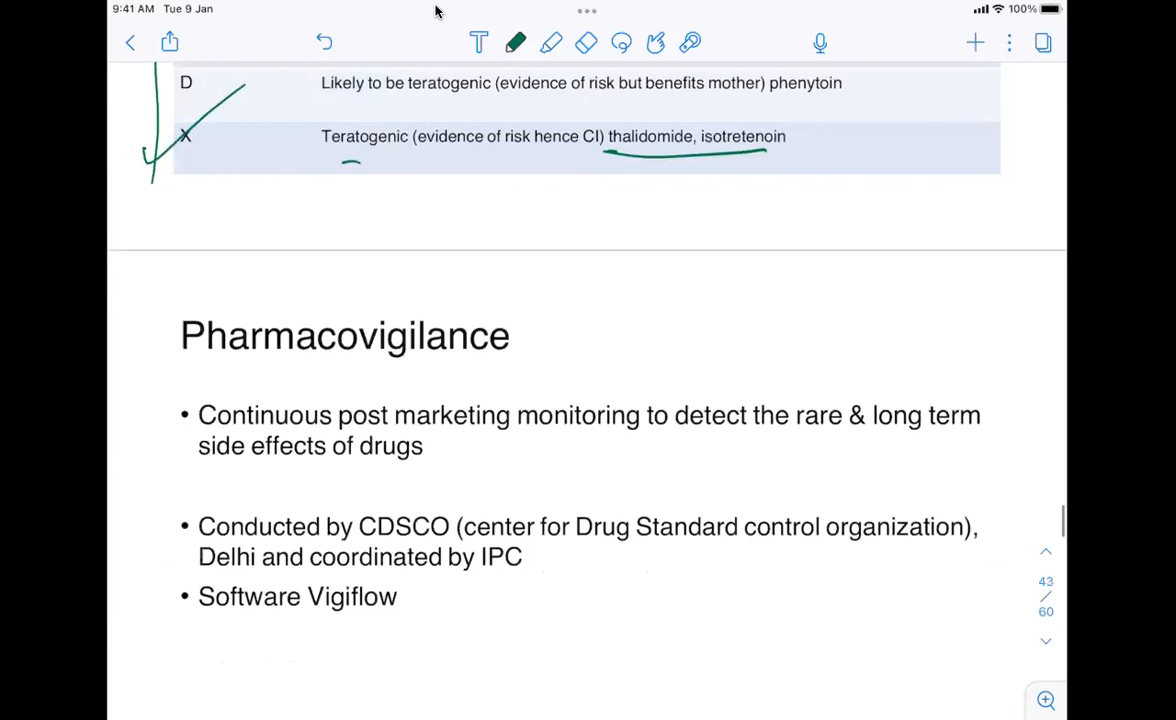 9:41 AM Tue 9 Jan
100%
D Likely to be teratogenic (evidence of risk but benefits mother) phenytoin
X Teratogenic (evidence of risk hence CI) thalidomide, isotretenoin
Pharmacovigilance
• Continuous post marketing monitoring to detect the rare & long term
side effects of drugs
• Conducted by CDSCO (center for Drug Standard control organization),
Delhi and coordinated by IPC
• Software Vigiflow
43
/
60